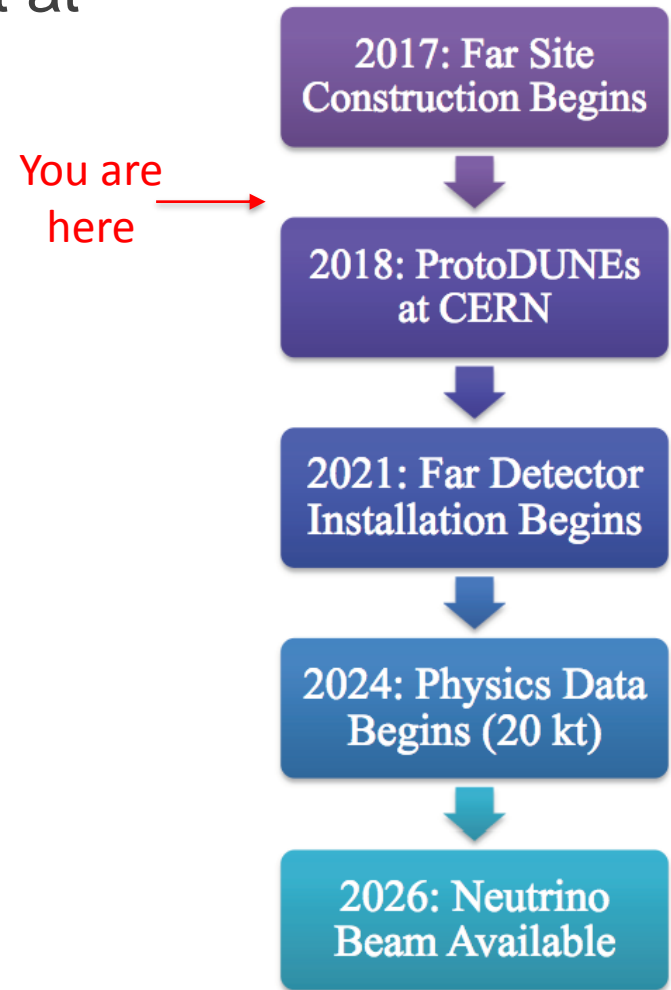 at
2017: Far Site
Construction Begins
You are
here
2018: ProtoDUNEs
at CERN
2021: Far Detector
Installation Begins
2024: Physics Data
Begins (20 kt)
2026: Neutrino
Beam Available